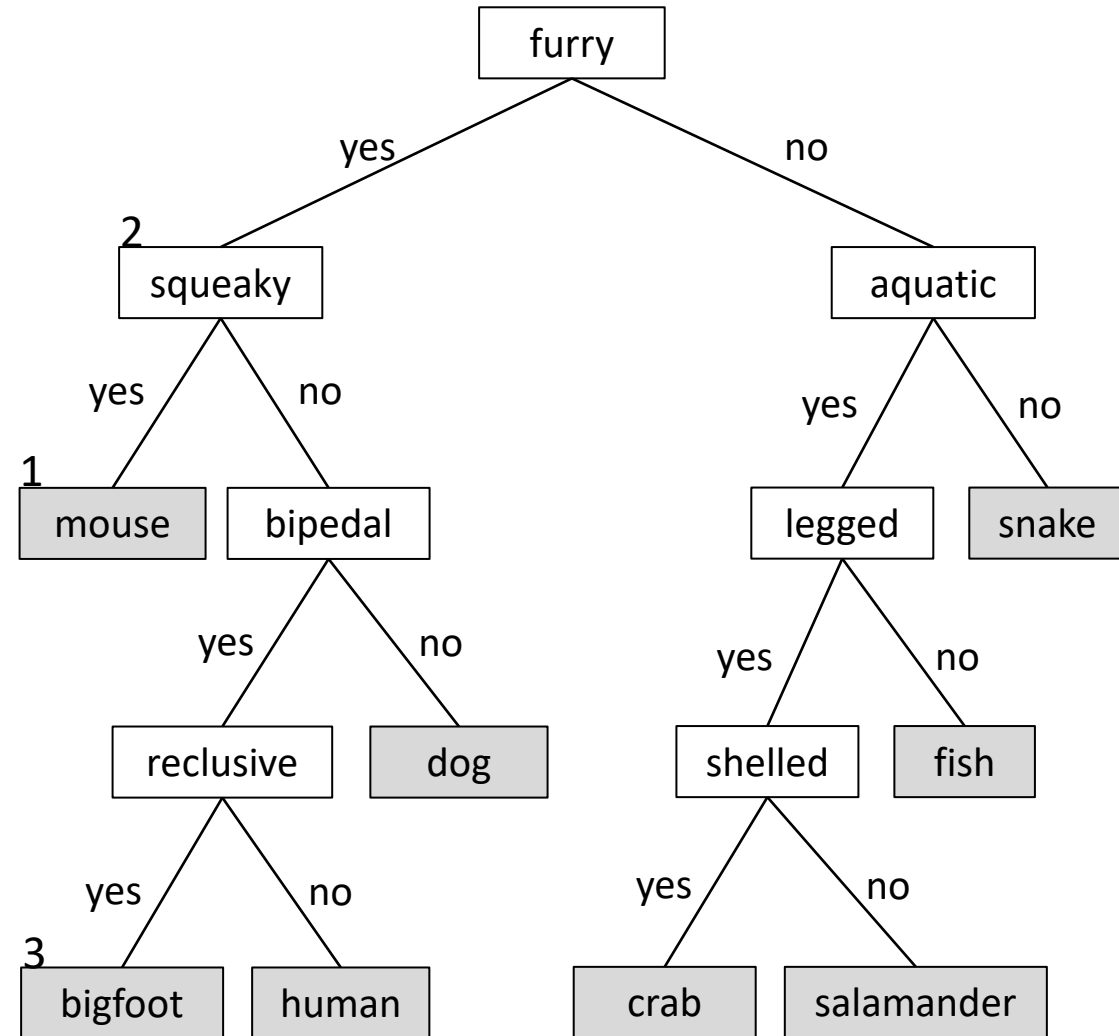 furry
yes no
2
squeaky aquatic
yes no yes no
1
mouse bipedal legged snake
yes no yes no
reclusive dog shelled fish
yes no yes no
3
bigfoot human crab salamander